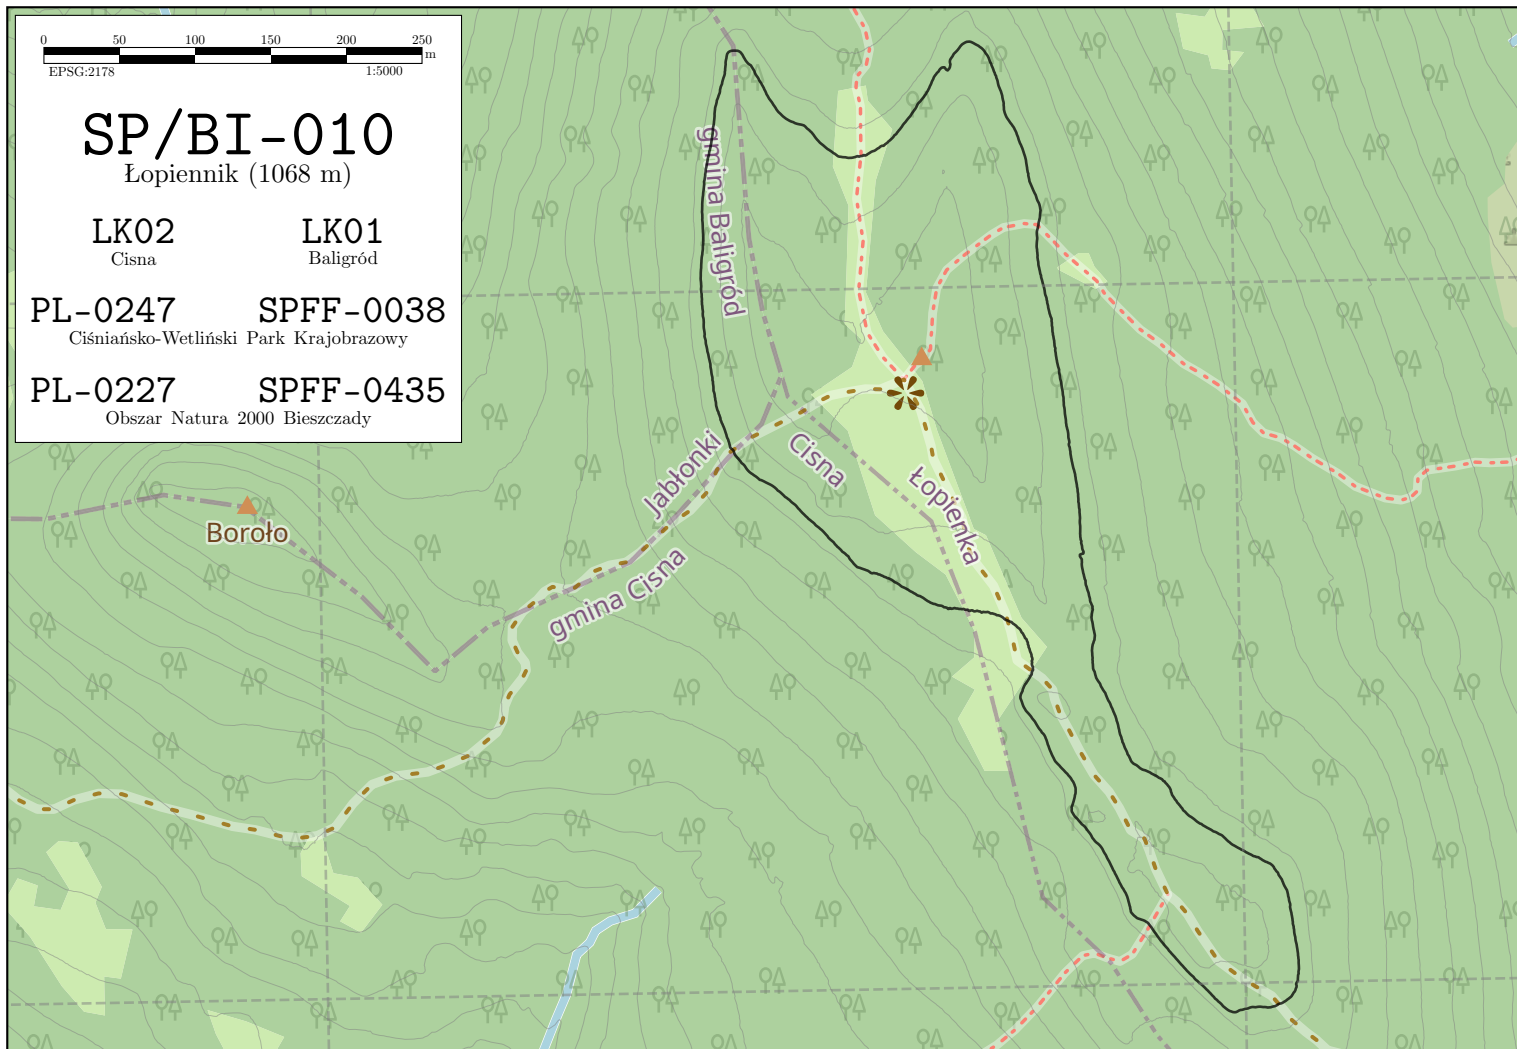 0 50 100 150 200 250
m
EPSG:2178 1:5000
SP/BI-010
Łopiennik (1068 m)
LK02 LK01
Cisna Baligród
PL-0247 SPFF-0038
Ciśniańsko-Wetliński Park Krajobrazowy
PL-0227 SPFF-0435
Obszar Natura 2000 Bieszczady
gmina Baligród
Jabłonki
Cisna
Łopienka
Boroło
gmina Cisna